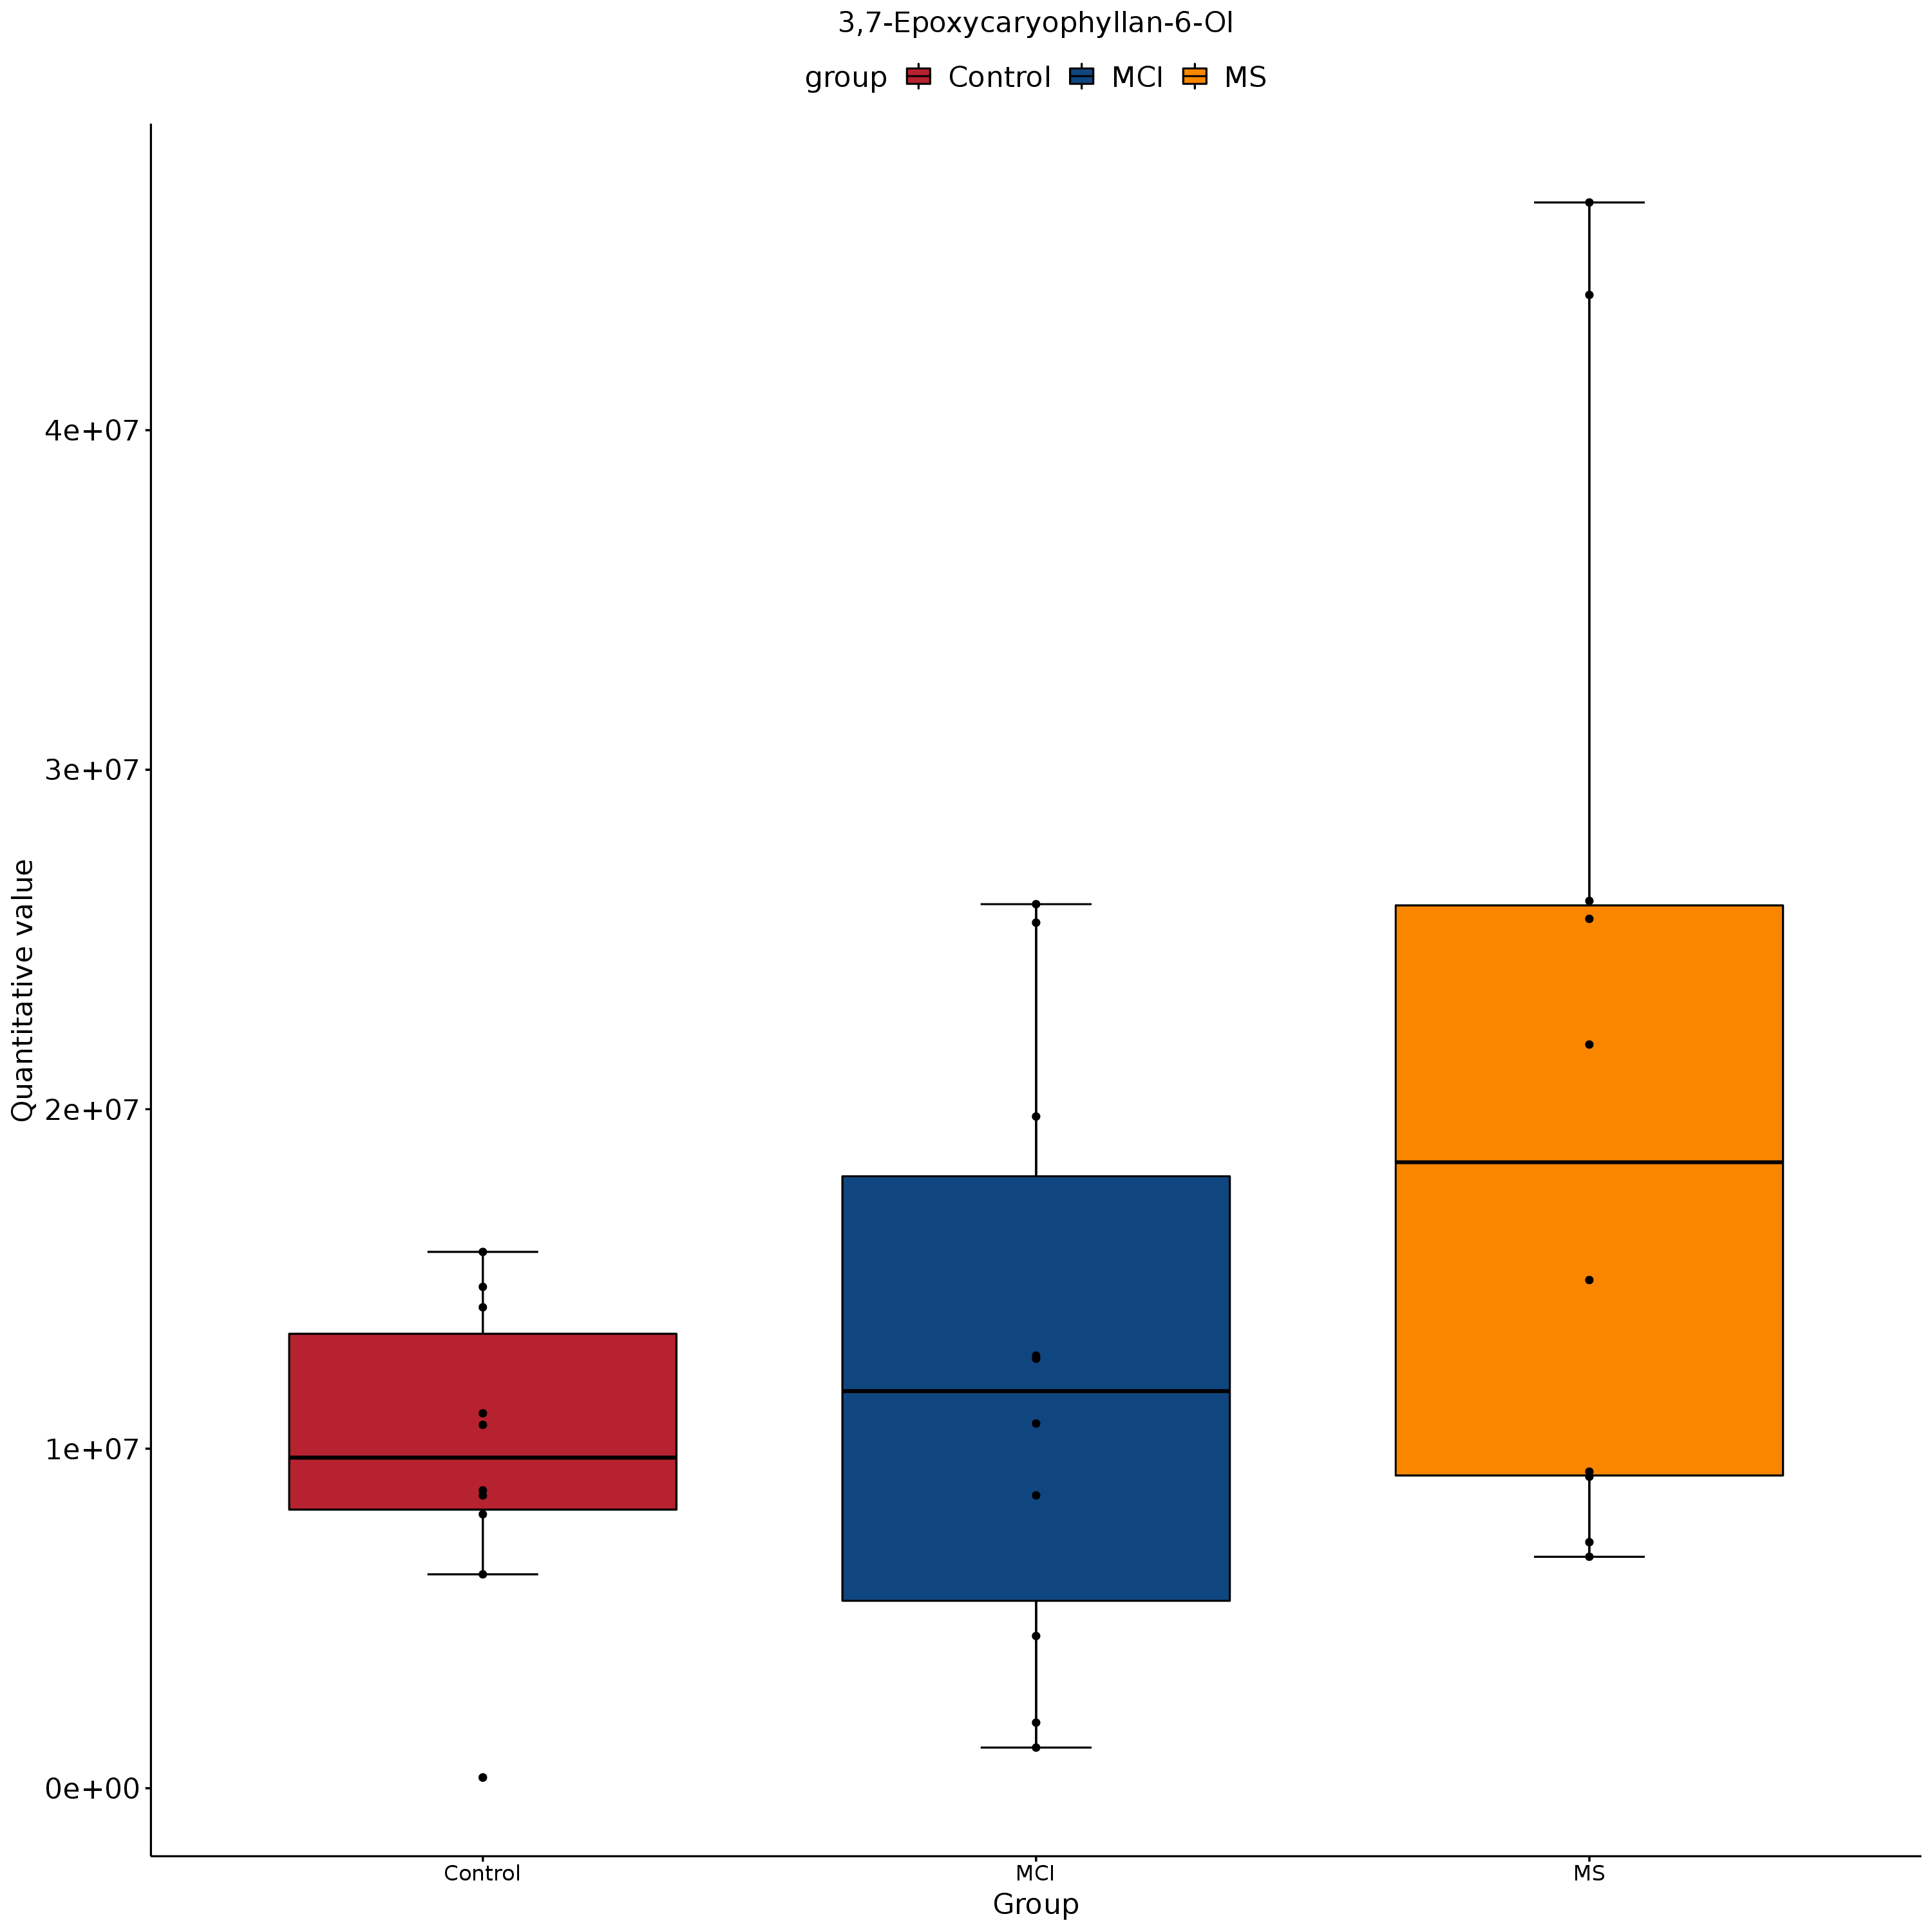 3,7-Epoxycaryophyllan-6-Ol
group Control MCI MS
4e+07
3e+07
2e+07
1e+07
0e+00
Quantitative value
Control MCI MS
Group